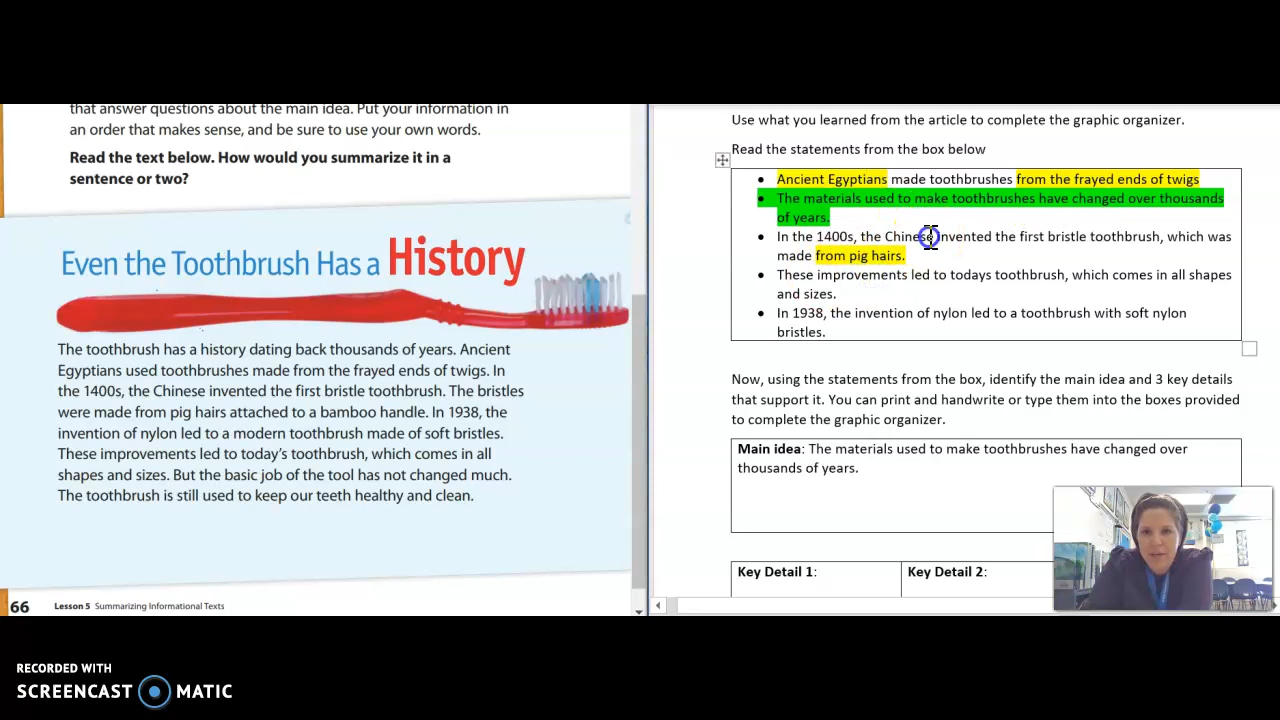 that answer questions about the main idea. Put your information in
an order that makes sense, and be sure to use your own words.
Read the text below. How would you summarize it in a
sentence or two?
Even the Toothbrush Has a History
The toothbrush has a history dating back thousands of years. Ancient
Egyptians used toothbrushes made from the frayed ends of twigs. In
the 1400s, the Chinese invented the first bristle toothbrush. The bristles
were made from pig hairs attached to a bamboo handle. In 1938, the
invention of nylon led to a modern toothbrush made of soft bristles.
These improvements led to today's toothbrush, which comes in all
shapes and sizes. But the basic job of the tool has not changed much.
The toothbrush is still used to keep our teeth healthy and clean.
66 Lesson 5 Summarizing Informational Texts
Use what you learned from the article to complete the graphic organizer.
Read the statements from the box below
• Ancient Egyptians made toothbrushes from the frayed ends of twigs
• The materials used to make toothbrushes have changed over thousands
of years.
• In the 1400s, the Chinese invented the first bristle toothbrush, which was
made from pig hairs.
• These improvements led to todays toothbrush, which comes in all shapes
and sizes.
• In 1938, the invention of nylon led to a toothbrush with soft nylon
bristles.
Now, using the statements from the box, identify the main idea and 3 key details
that support it. You can print and handwrite or type them into the boxes provided
to complete the graphic organizer.
Main idea: The materials used to make toothbrushes have changed over
thousands of years.
Key Detail 1:
Key Detail 2:
RECORDED WITH
SCREENCAST MATIC